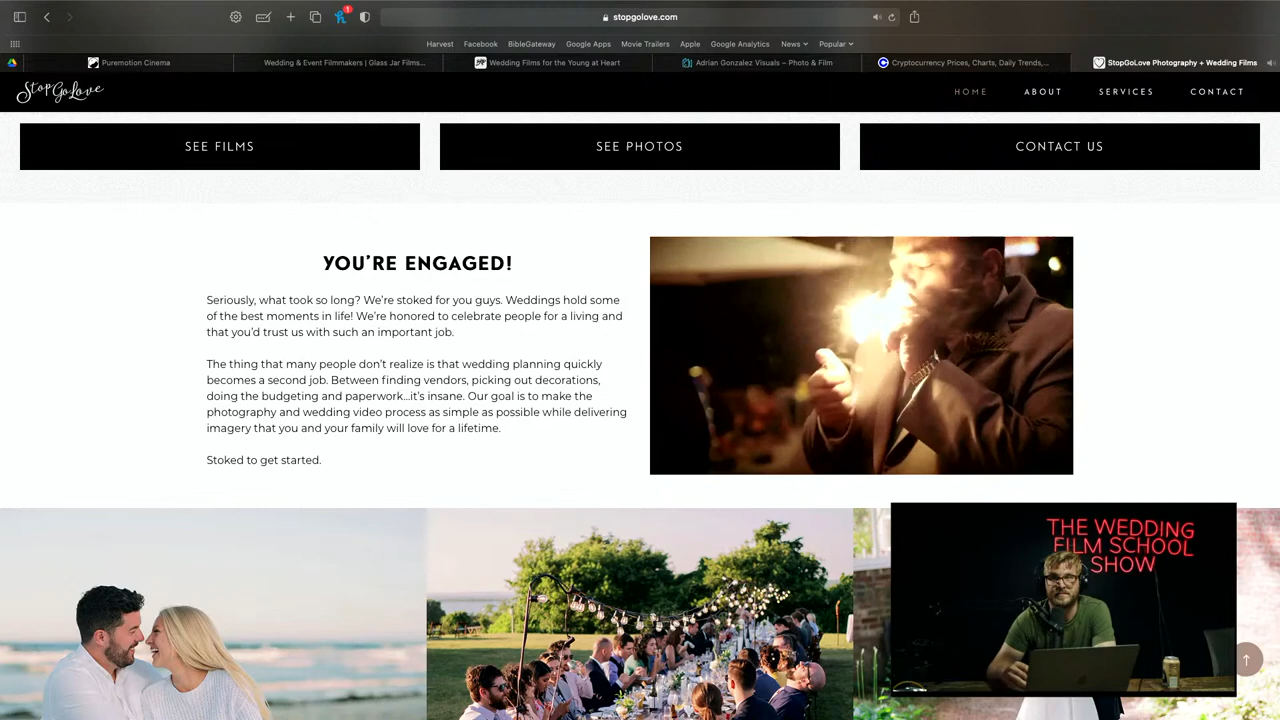 stopgolove.com
1
Harvest Facebook BibleGateway Google Apps Movie Trailers Apple Google Analytics News Popular
Puremotion Cinema
Wedding & Event Filmmakers | Glass Jar Films...
Wedding Films for the Young at Heart
Adrian Gonzalez Visuals – Photo & Film
Cryptocurrency Prices, Charts, Daily Trends,...
StopGoLove Photography + Wedding Films
StopGoLove
HOME ABOUT SERVICES CONTACT
SEE FILMS
SEE PHOTOS
CONTACT US
YOU’RE ENGAGED!
Seriously, what took so long? We’re stoked for you guys. Weddings hold some
of the best moments in life! We’re honored to celebrate people for a living and
that you’d trust us with such an important job.
The thing that many people don’t realize is that wedding planning quickly
becomes a second job. Between finding vendors, picking out decorations,
doing the budgeting and paperwork...it’s insane. Our goal is to make the
photography and wedding video process as simple as possible while delivering
imagery that you and your family will love for a lifetime.
Stoked to get started.
THE WEDDING
FILM SCHOOL
SHOW